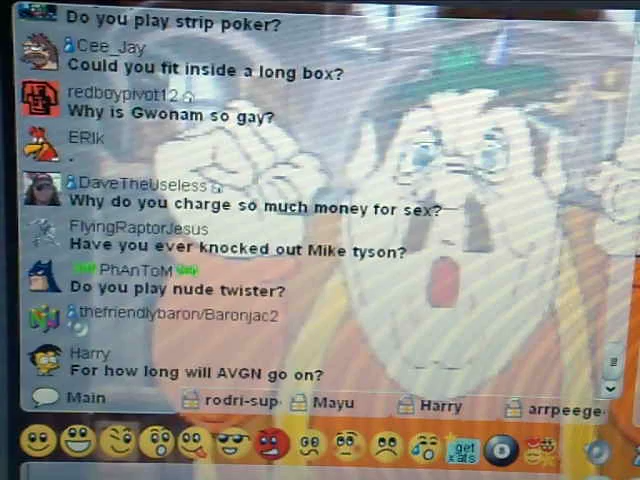 Do you play strip poker?
Cee_Jay
Could you fit inside a long box?
redboypivot12
Why is Gwonam so gay?
ERIk
.
DaveTheUseless
Why do you charge so much money for sex?
FlyingRaptorJesus
Have you ever knocked out Mike tyson?
PhAnToM
Do you play nude twister?
thefriendlybaron/Baronjac2
Harry
For how long will AVGN go on?
Main rodri-sup Mayu Harry arrpeege
get xats 8